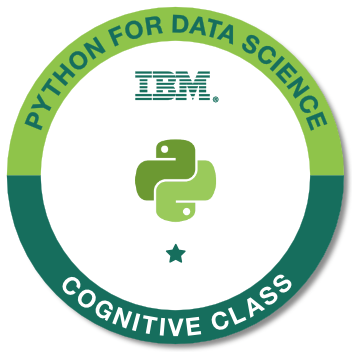 PYTHON FOR DATA SCIENCE
IBM®
COGNITIVE CLASS